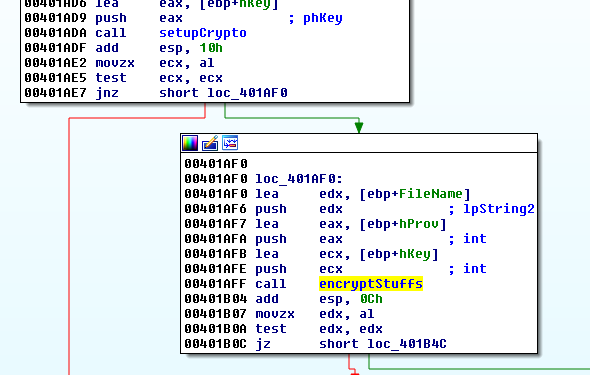 00401AD6 lea eax, [ebp+hKey]
00401AD9 push eax ; phKey
00401ADA call setupCrypto
00401ADF add esp, 10h
00401AE2 movzx ecx, al
00401AE5 test ecx, ecx
00401AE7 jnz short loc_401AF0
00401AF0
00401AF0 loc_401AF0:
00401AF0 lea edx, [ebp+FileName]
00401AF6 push edx ; lpString2
00401AF7 lea eax, [ebp+hProv]
00401AFA push eax ; int
00401AFB lea ecx, [ebp+hKey]
00401AFE push ecx ; int
00401AFF call encryptStuffs
00401B04 add esp, 0Ch
00401B07 movzx edx, al
00401B0A test edx, edx
00401B0C jz short loc_401B4C